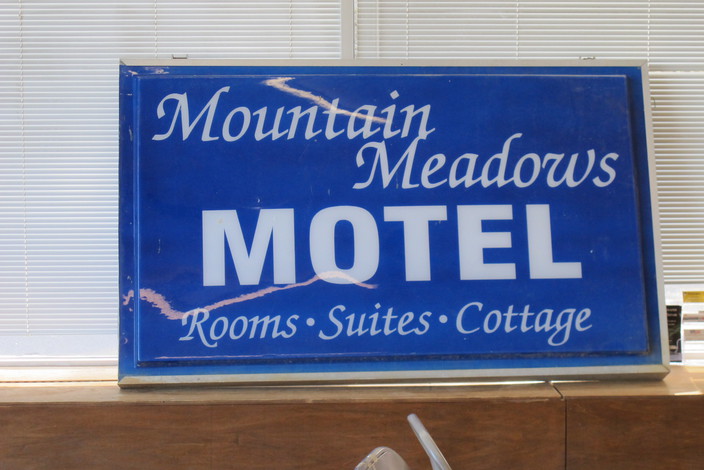 Mountain
Meadows
MOTEL
Rooms • Suites • Cottage